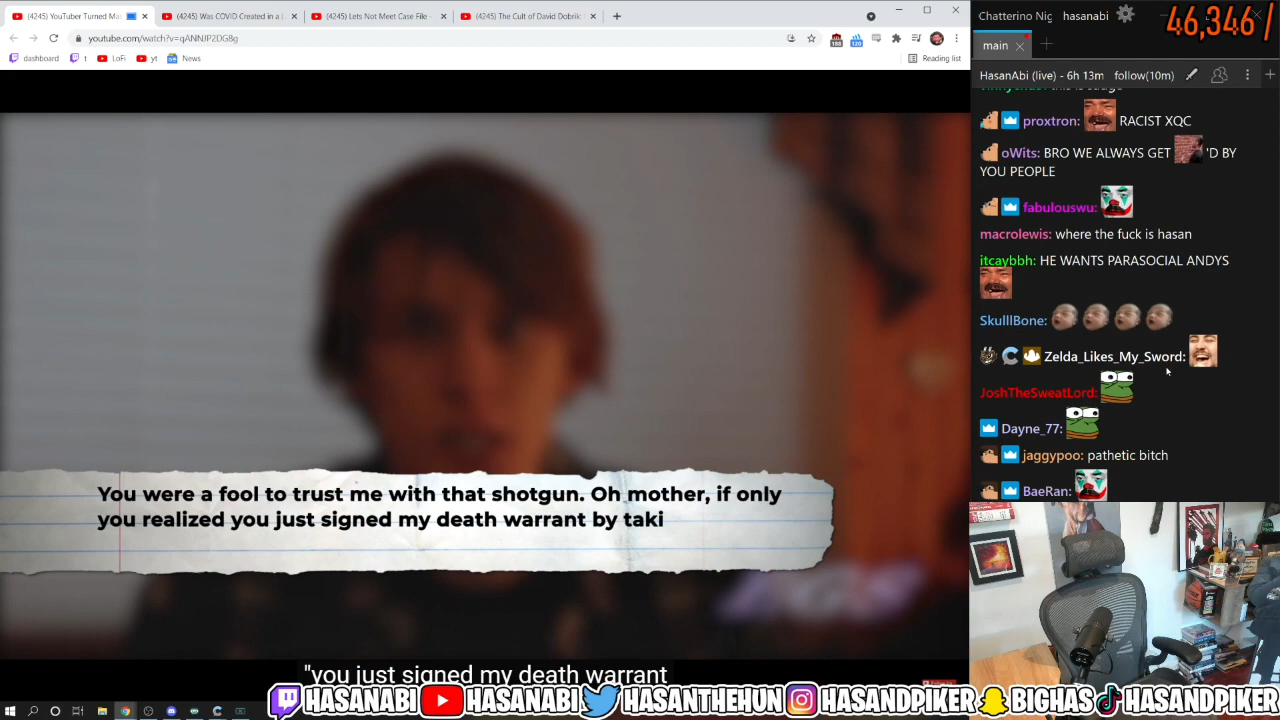 (4245) YouTuber Turned Ma
(4245) Was COVID Created in a
(4245) Lets Not Meet Case File -
(4245) The Cult of David Dobrik:
youtube.com/watch?v=qANNJP2DG8g
188
120
dashboard
t
LoFi
yt
News
Reading list
You were a fool to trust me with that shotgun. Oh mother, if only
you realized you just signed my death warrant by taki
"you just signed my death warrant
Chatterino Nig
hasanabi
46,346 /
main
HasanAbi (live) - 6h 13m
follow(10m)
proxtron: RACIST XQC
oWits: BRO WE ALWAYS GET 'D BY
YOU PEOPLE
fabulouswu:
macrolewis: where the fuck is hasan
itcaybbh: HE WANTS PARASOCIAL ANDYS
SkulllBone:
Zelda_Likes_My_Sword:
JoshTheSweatLord:
Dayne_77:
jaggypoo: pathetic bitch
BaeRan:
HASANABI
HASANABI
HASANTHEHUN
HASANDPIKER
BIGHAS
HASANDPIKER